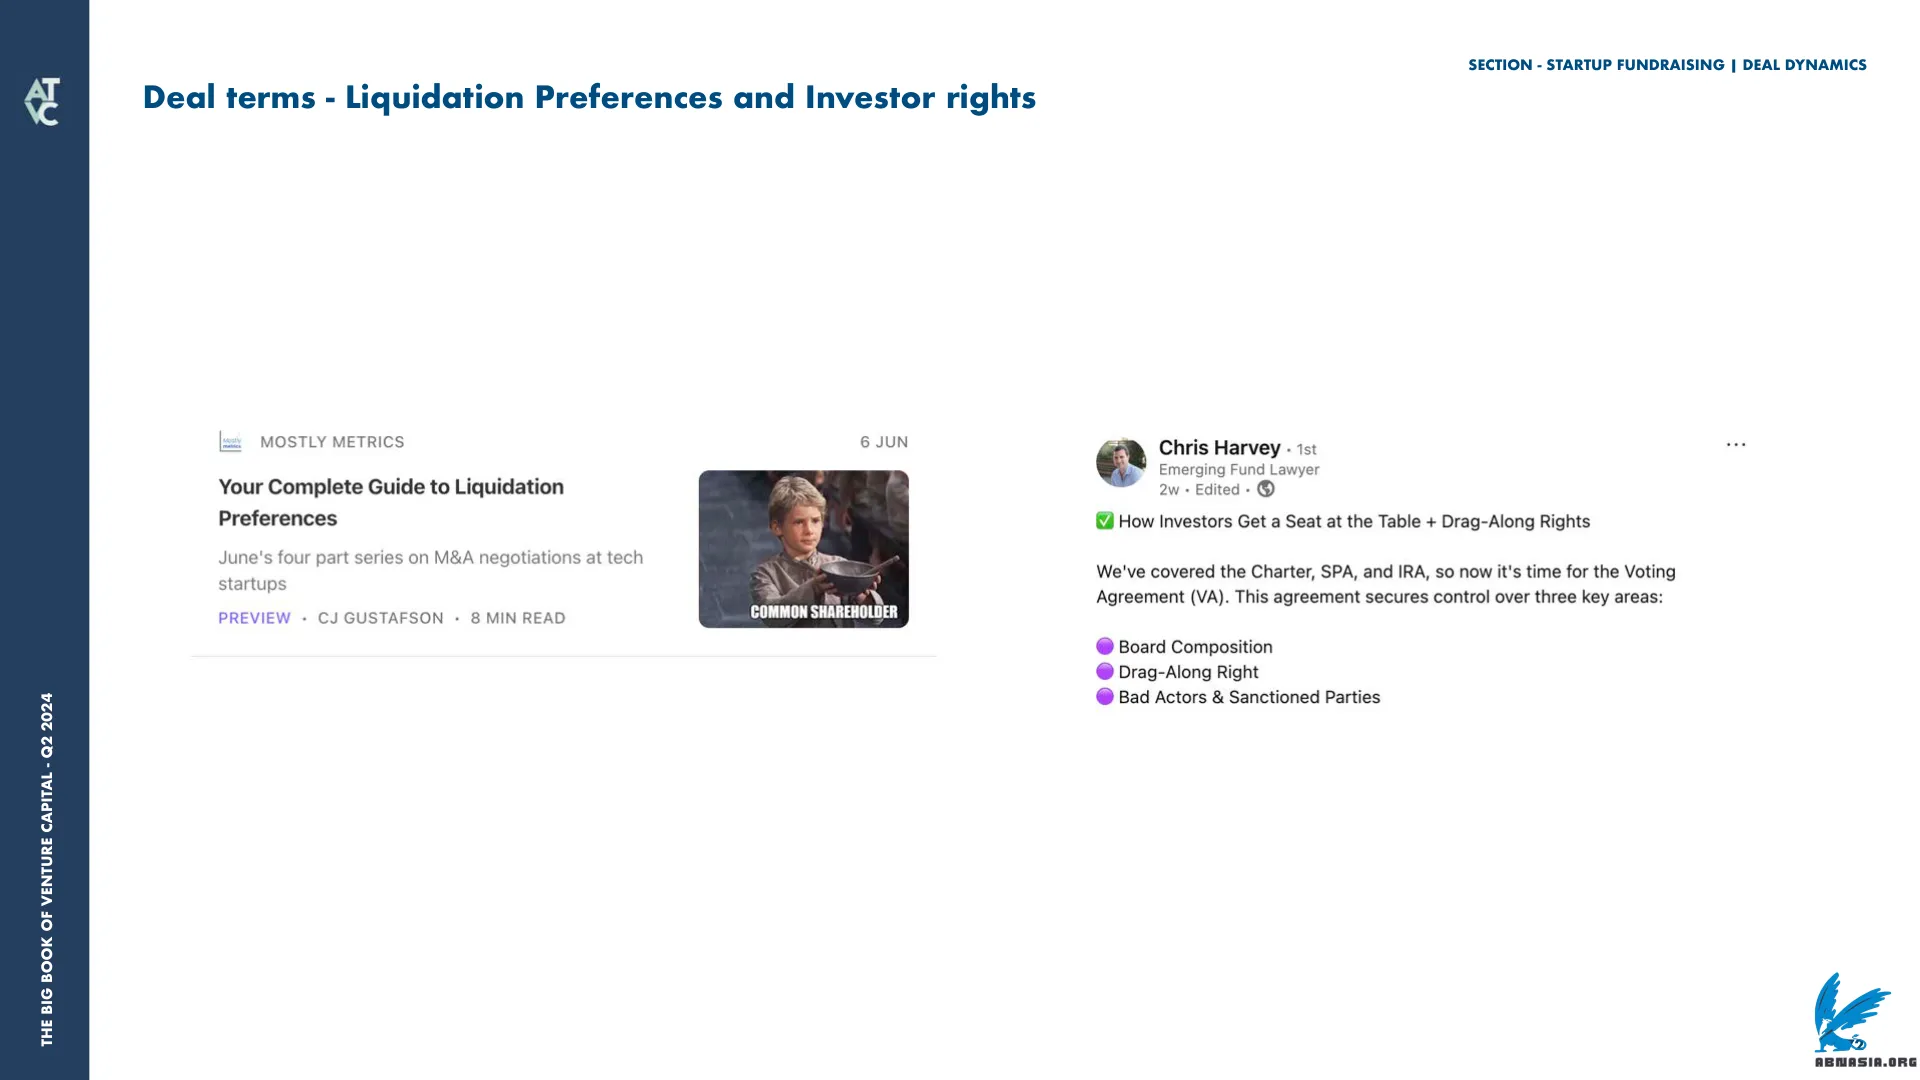 SECTION - STARTUP FUNDRAISING | DEAL DYNAMICS
ATVC
Deal terms - Liquidation Preferences and Investor rights
Mostly metrics
MOSTLY METRICS
6 JUN
Your Complete Guide to Liquidation
Preferences
June's four part series on M&A negotiations at tech
startups
PREVIEW • CJ GUSTAFSON • 8 MIN READ
COMMON SHAREHOLDER
Chris Harvey • 1st
Emerging Fund Lawyer
2w • Edited •
✅ How Investors Get a Seat at the Table + Drag-Along Rights
We've covered the Charter, SPA, and IRA, so now it's time for the Voting
Agreement (VA). This agreement secures control over three key areas:
🟣 Board Composition
🟣 Drag-Along Right
🟣 Bad Actors & Sanctioned Parties
THE BIG BOOK OF VENTURE CAPITAL - Q2 2024
ABNASIA.ORG